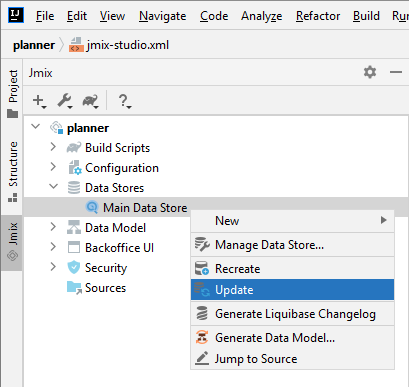 IJ File Edit View Navigate Code Analyze Refactor Build Run
planner jmix-studio.xml
Jmix
Project
Structure
Jmix
planner
Build Scripts
Configuration
Data Stores
Main Data Store
Data Model
Backoffice UI
Security
Sources
New
Manage Data Store...
Recreate
Update
Generate Liquibase Changelog
Generate Data Model...
Jump to Source